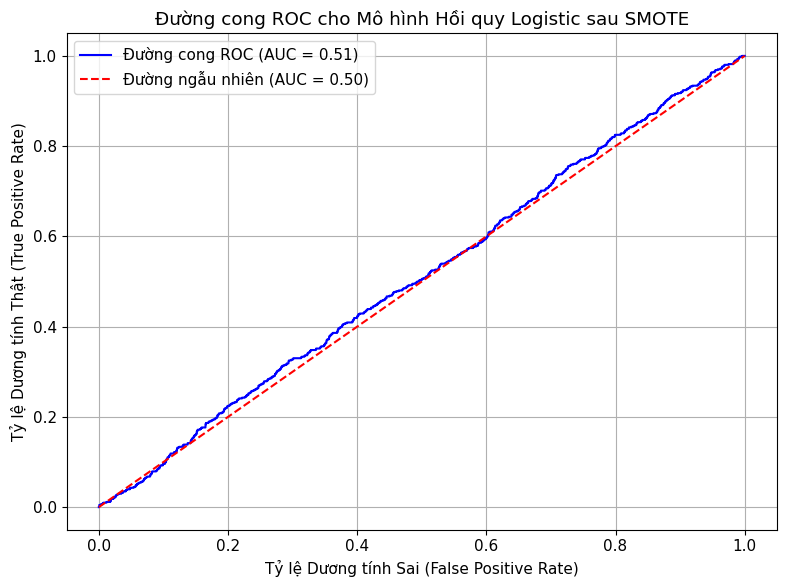 Đường cong ROC cho Mô hình Hồi quy Logistic sau SMOTE
Đường cong ROC (AUC = 0.51)
Đường ngẫu nhiên (AUC = 0.50)
Tỷ lệ Dương tính Thật (True Positive Rate)
1.0
0.8
0.6
0.4
0.2
0.0
0.0 0.2 0.4 0.6 0.8 1.0
Tỷ lệ Dương tính Sai (False Positive Rate)